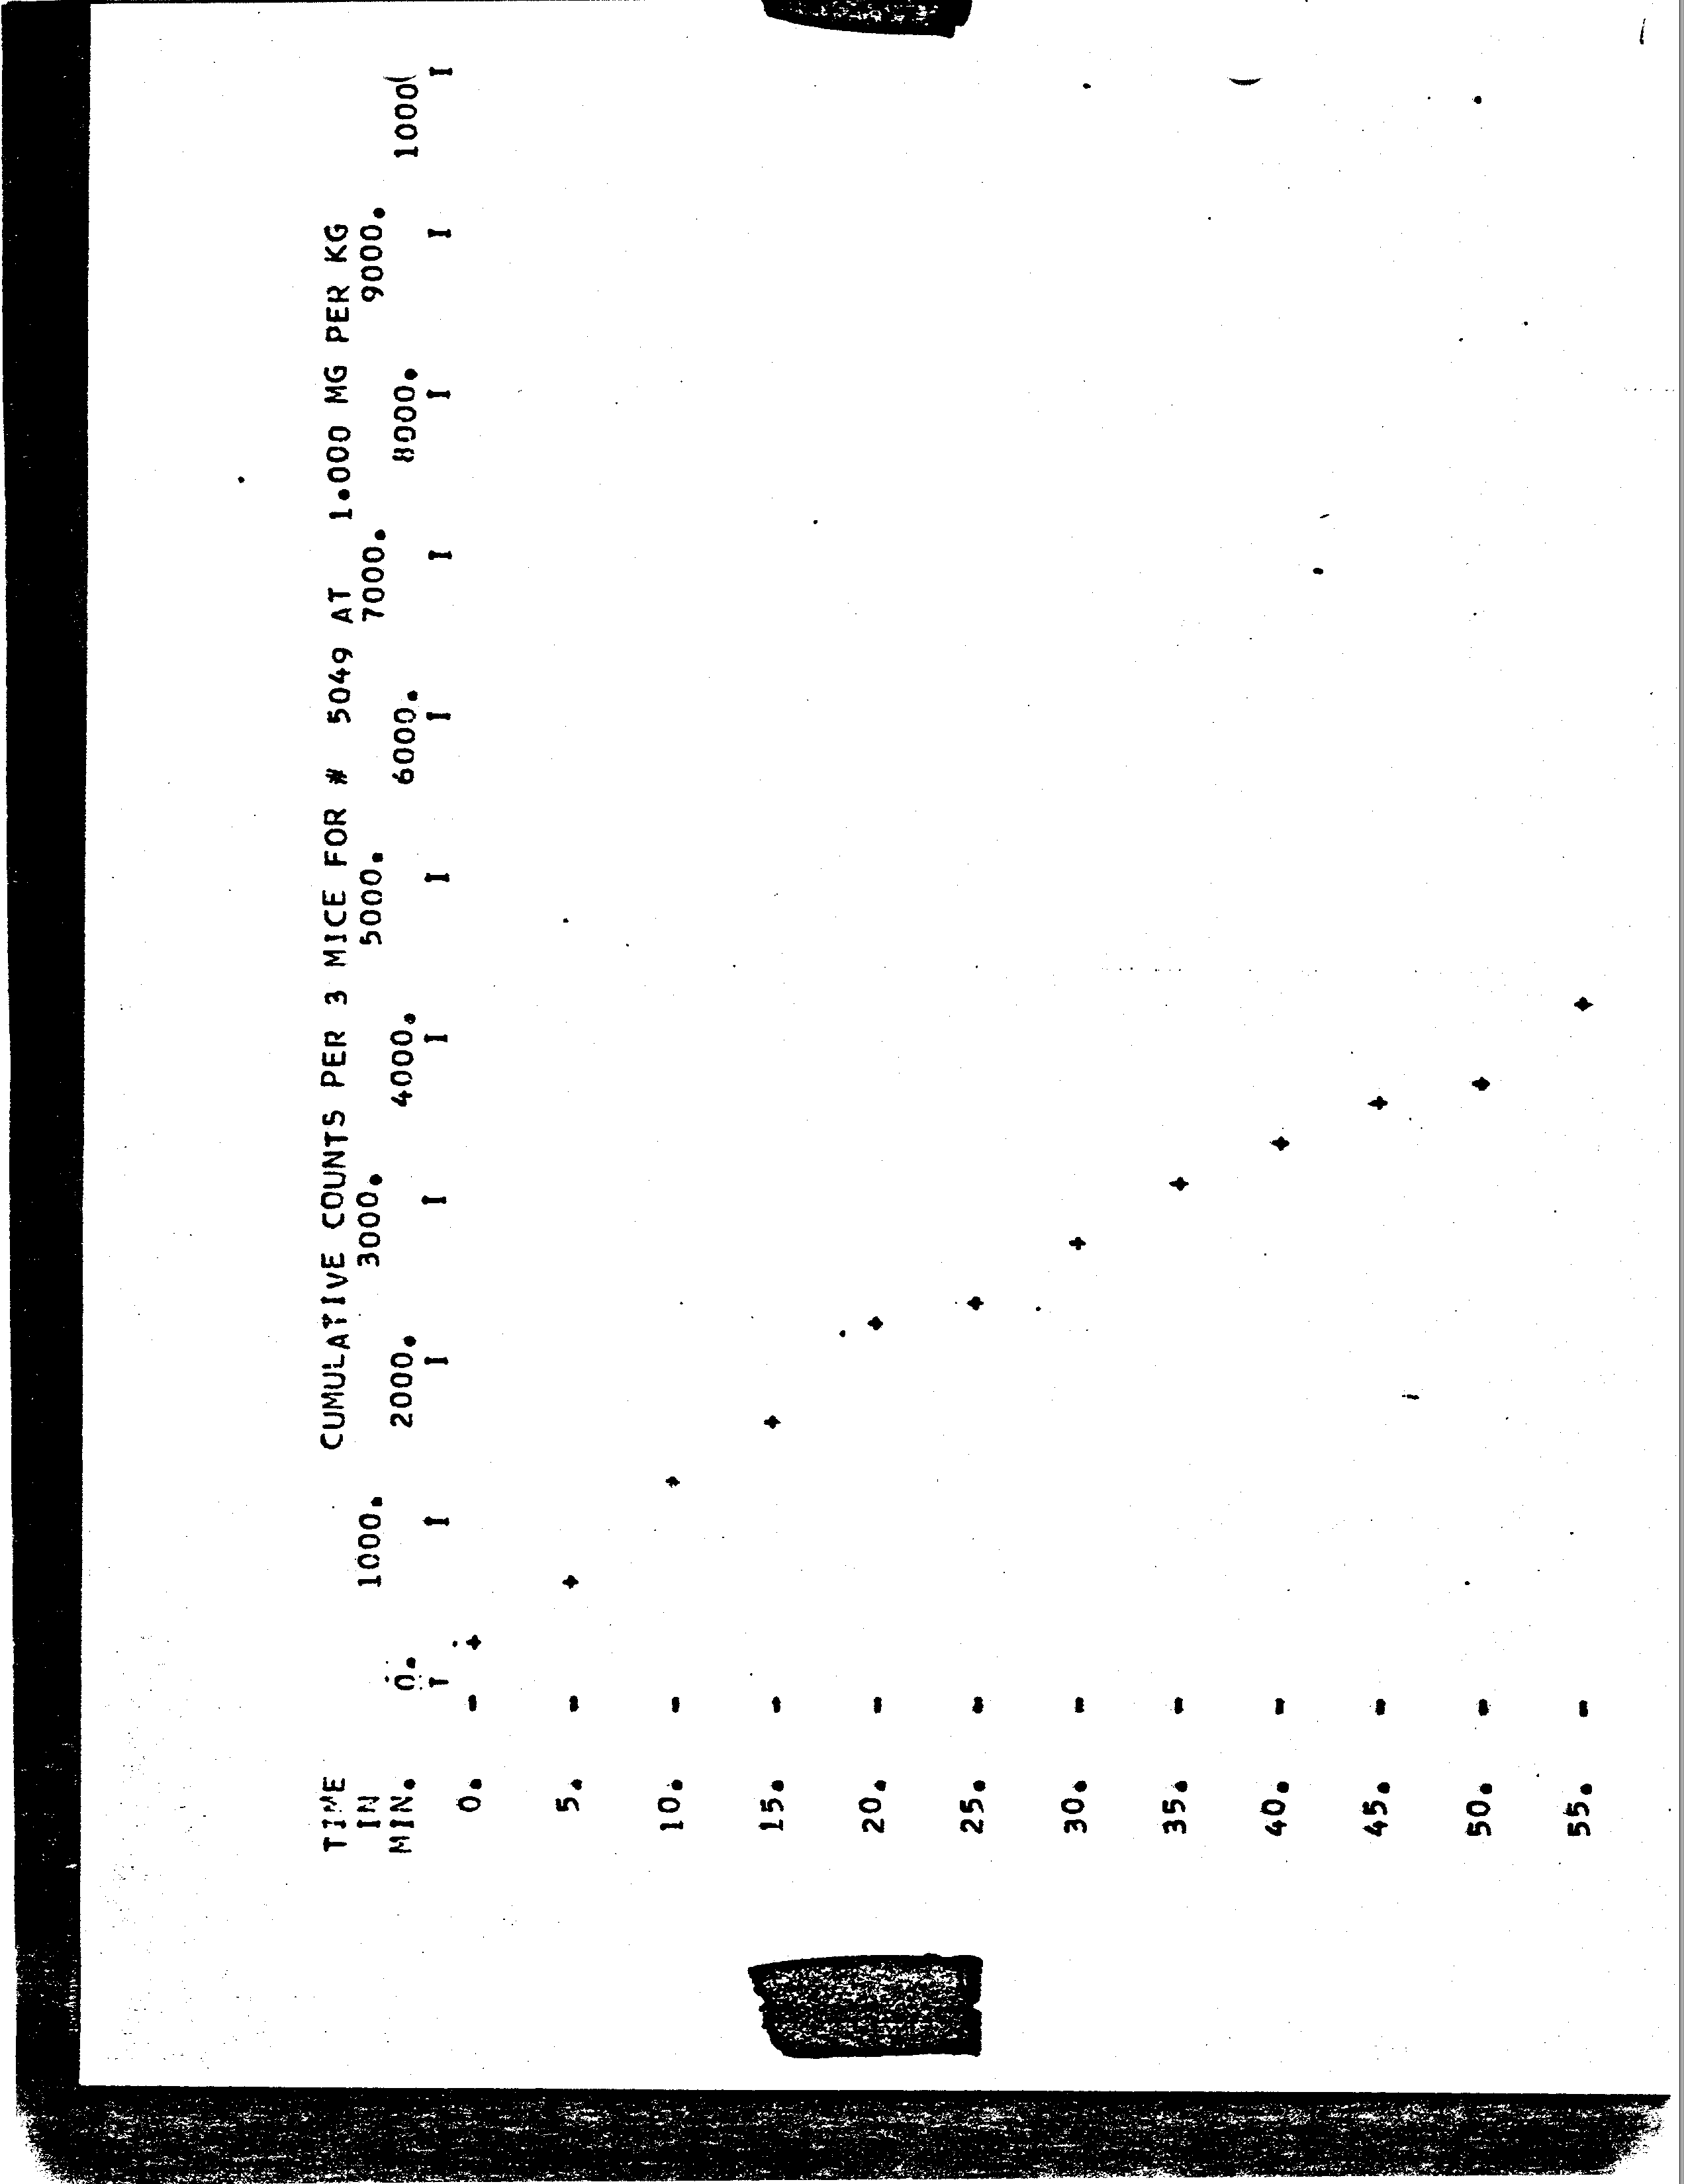 TIME CUMULATIVE COUNTS PER 3 MICE FOR # 5049 AT 1.000 MG PER KG
IN 1000. 3000. 5000. 7000. 9000.
MIN. 0. 2000. 4000. 6000. 8000. 1000
I I I I I I I I I I
0. - +
5. - +
10. - +
15. - +
20. - +
25. - +
30. - +
35. - +
40. - +
45. - +
50. - +
55. - +